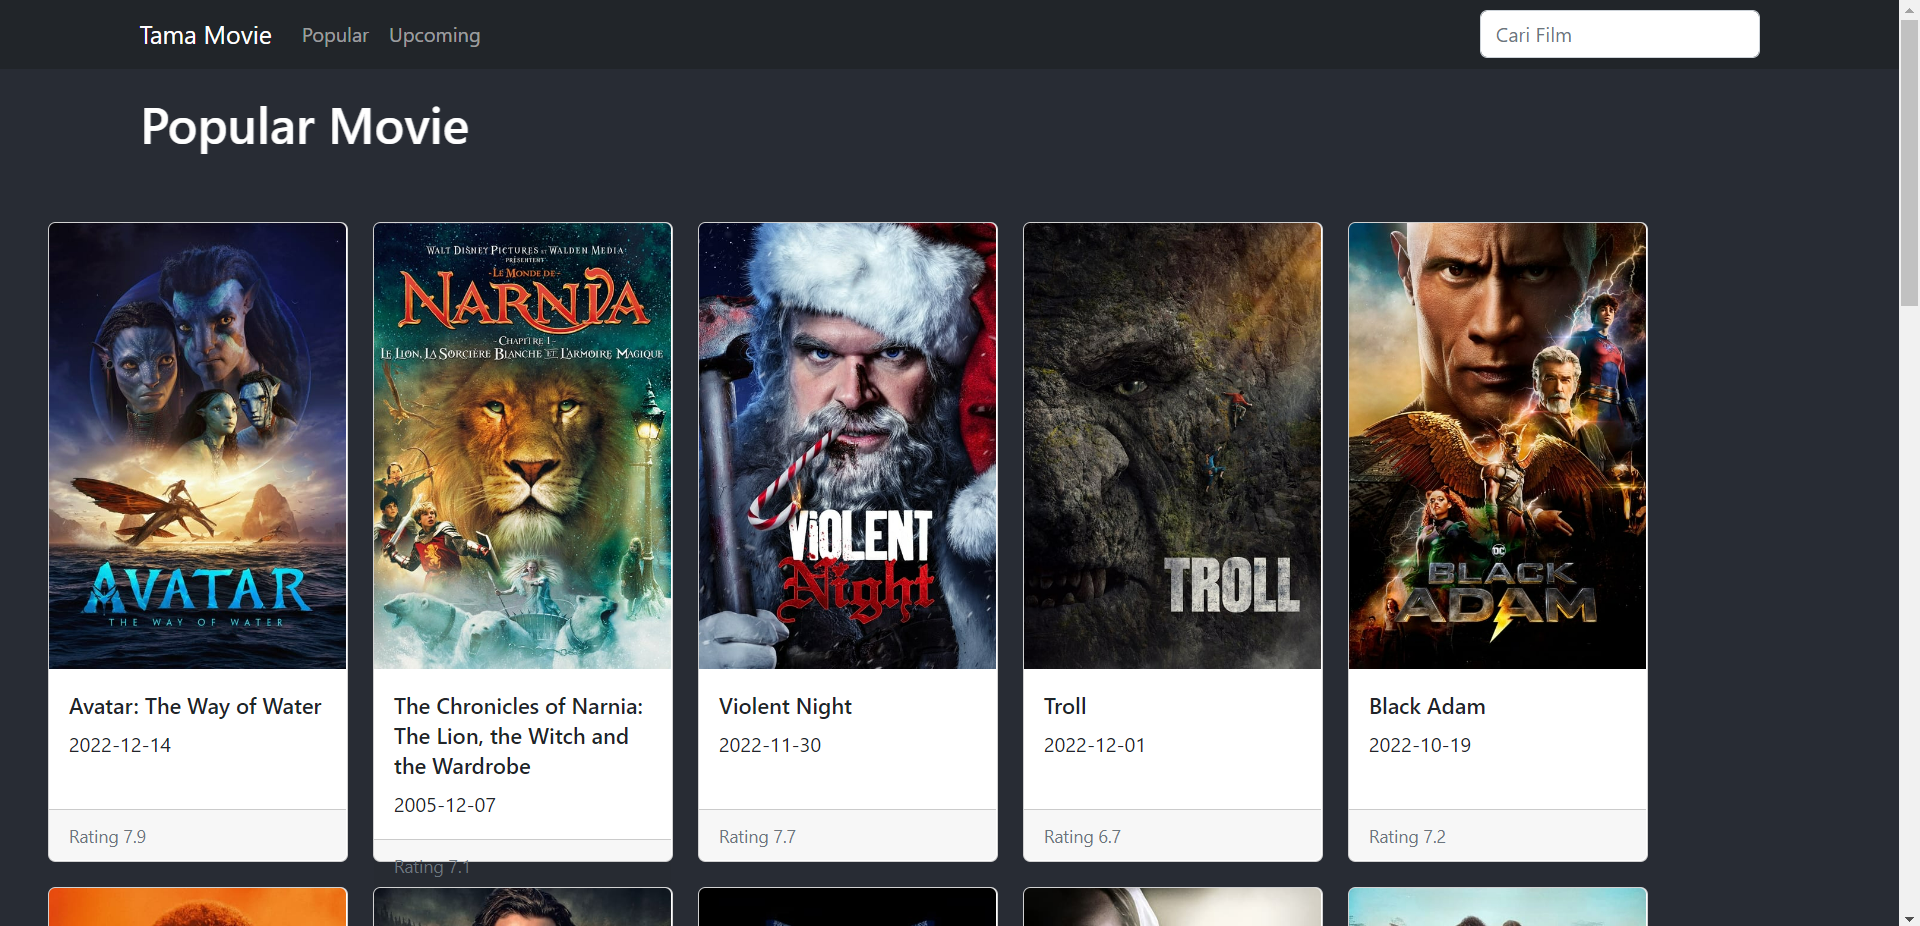 Tama Movie
Popular
Upcoming
Cari Film
Popular Movie
AVATAR
THE WAY OF WATER
Avatar: The Way of Water
2022-12-14
Rating 7.9
WALT DISNEY PICTURES ET WALDEN MEDIA
PRÉSENTENT
LE MONDE DE
NARNIA
- CHAPITRE 1 -
LE LION, LA SORCIÈRE BLANCHE ET L'ARMOIRE MAGIQUE
The Chronicles of Narnia:
The Lion, the Witch and
the Wardrobe
2005-12-07
Rating 7.1
VIOLENT
Night
Violent Night
2022-11-30
Rating 7.7
TROLL
Troll
2022-12-01
Rating 6.7
DC
BLACK
ADAM
Black Adam
2022-10-19
Rating 7.2